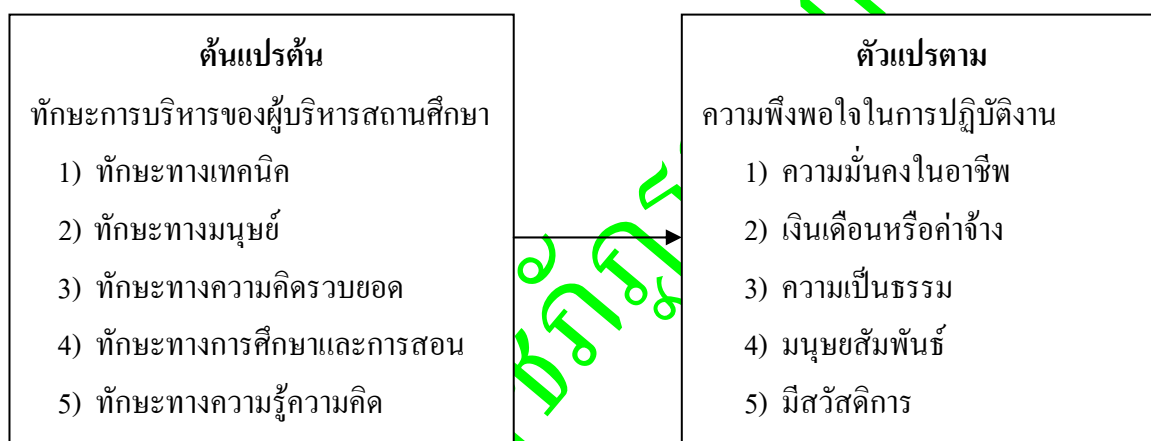 ต้นแปรต้น
ทักษะการบริหารของผู้บริหารสถานศึกษา
1) ทักษะทางเทคนิค
2) ทักษะทางมนุษย์
3) ทักษะทางความคิดรวบยอด
4) ทักษะทางการศึกษาและการสอน
5) ทักษะทางความรู้ความคิด
ตัวแปรตาม
ความพึงพอใจในการปฏิบัติงาน
1) ความมั่นคงในอาชีพ
2) เงินเดือนหรือค่าจ้าง
3) ความเป็นธรรม
4) มนุษยสัมพันธ์
5) มีสวัสดิการ